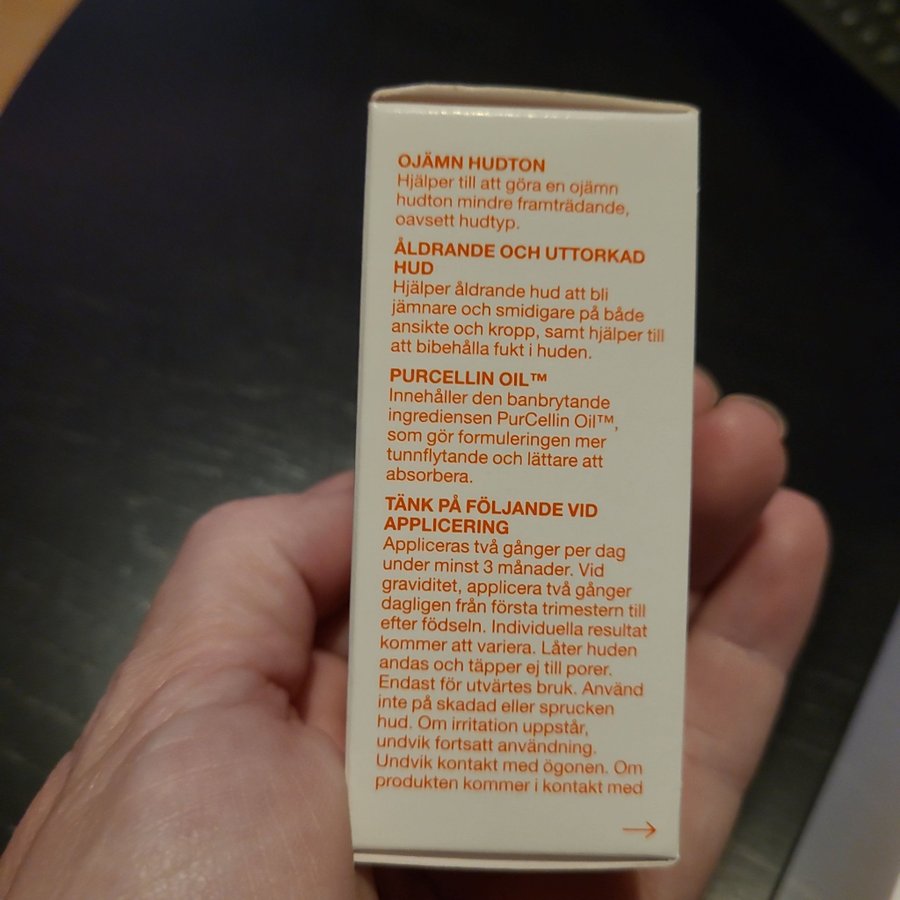 OJÄMN HUDTON
Hjälper till att göra en ojämn
hudton mindre framträdande,
oavsett hudtyp.
ÅLDRANDE OCH UTTORKAD
HUD
Hjälper åldrande hud att bli
jämnare och smidigare på både
ansikte och kropp, samt hjälper till
att bibehålla fukt i huden.
PURCELLIN OIL™
Innehåller den banbrytande
ingrediensen PurCellin Oil™,
som gör formuleringen mer
tunnflytande och lättare att
absorbera.
TÄNK PÅ FÖLJANDE VID
APPLICERING
Appliceras två gånger per dag
under minst 3 månader. Vid
graviditet, applicera två gånger
dagligen från första trimestern till
efter födseln. Individuella resultat
kommer att variera. Låter huden
andas och täpper ej till porer.
Endast för utvärtes bruk. Använd
inte på skadad eller sprucken
hud. Om irritation uppstår,
undvik fortsatt användning.
Undvik kontakt med ögonen. Om
produkten kommer i kontakt med
→